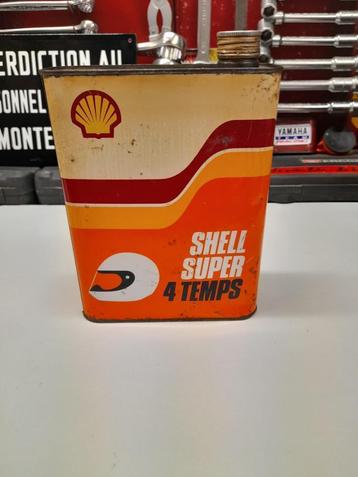 ERDICTION AU
SONNEL
MONTE
YAMAHA
SHELL
SUPER
4 TEMPS